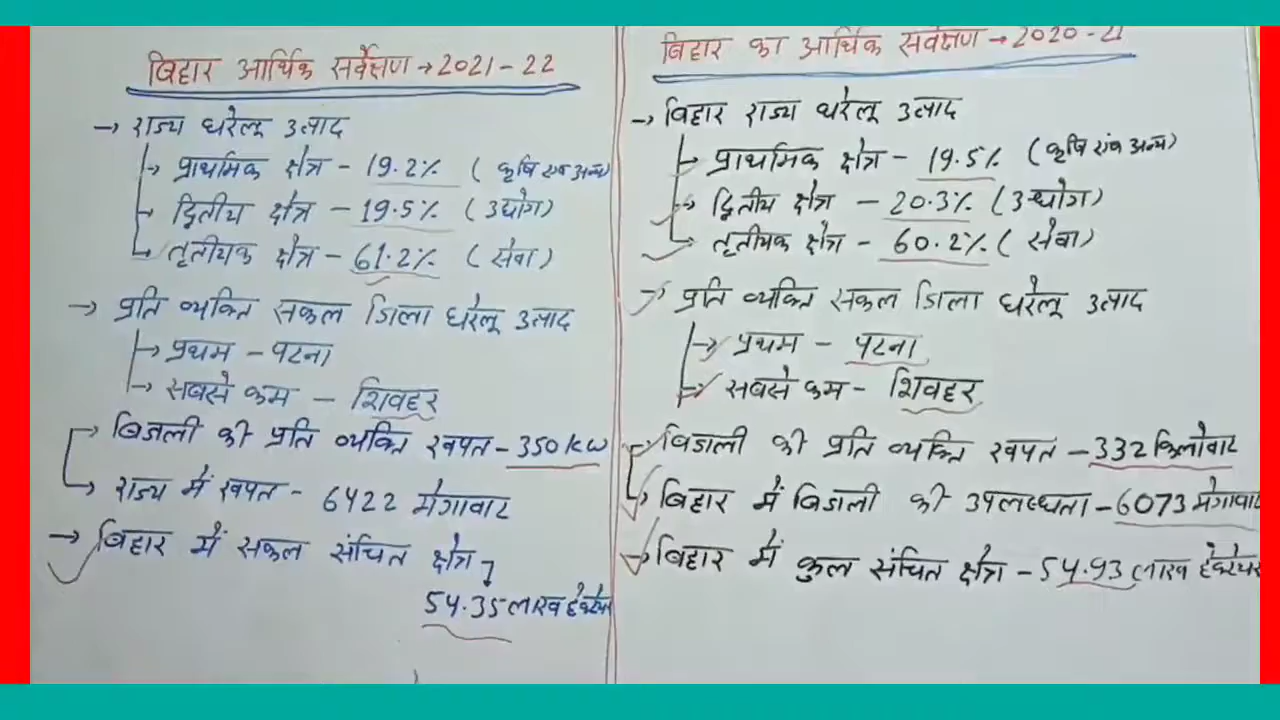 बिहार आर्थिक सर्वेक्षण → 2021-22
→ राज्य घरेलू उत्पाद
→ प्राथमिक क्षेत्र - 19.2% (कृषि एंव अन्य)
→ द्वितीय क्षेत्र - 19.5% (उद्योग)
→ तृतीयक क्षेत्र - 61.2% (सेवा)
→ प्रति व्यक्ति सकल जिला घरेलू उत्पाद
→ प्रथम - पटना
→ सबसे कम - शिवहर
→ बिजली की प्रति व्यक्ति खपत - 350 kw
→ राज्य में खपत - 6422 मेगावाट
→ बिहार में सकल संचित क्षेत्र
54.35 लाख हेक्टेयर
बिहार का आर्थिक सर्वेक्षण → 2020-21
→ बिहार राज्य घरेलू उत्पाद
→ प्राथमिक क्षेत्र - 19.5% (कृषि एंव अन्य)
→ द्वितीय क्षेत्र - 20.3% (उद्योग)
→ तृतीयक क्षेत्र - 60.2% (सेवा)
→ प्रति व्यक्ति सकल जिला घरेलू उत्पाद
→ प्रथम - पटना
→ सबसे कम - शिवहर
→ बिजली की प्रति व्यक्ति खपत - 332 किलोवाट
→ बिहार में बिजली की उपलब्धता - 6073 मेगावाट
→ बिहार में कुल संचित क्षेत्र - 54.93 लाख हेक्टेयर